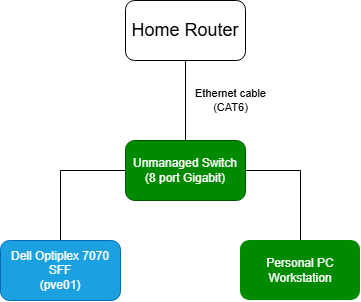 Home Router
Ethernet cable
(CAT6)
Unmanaged Switch
(8 port Gigabit)
Dell Optiplex 7070
SFF
(pve01)
Personal PC
Workstation